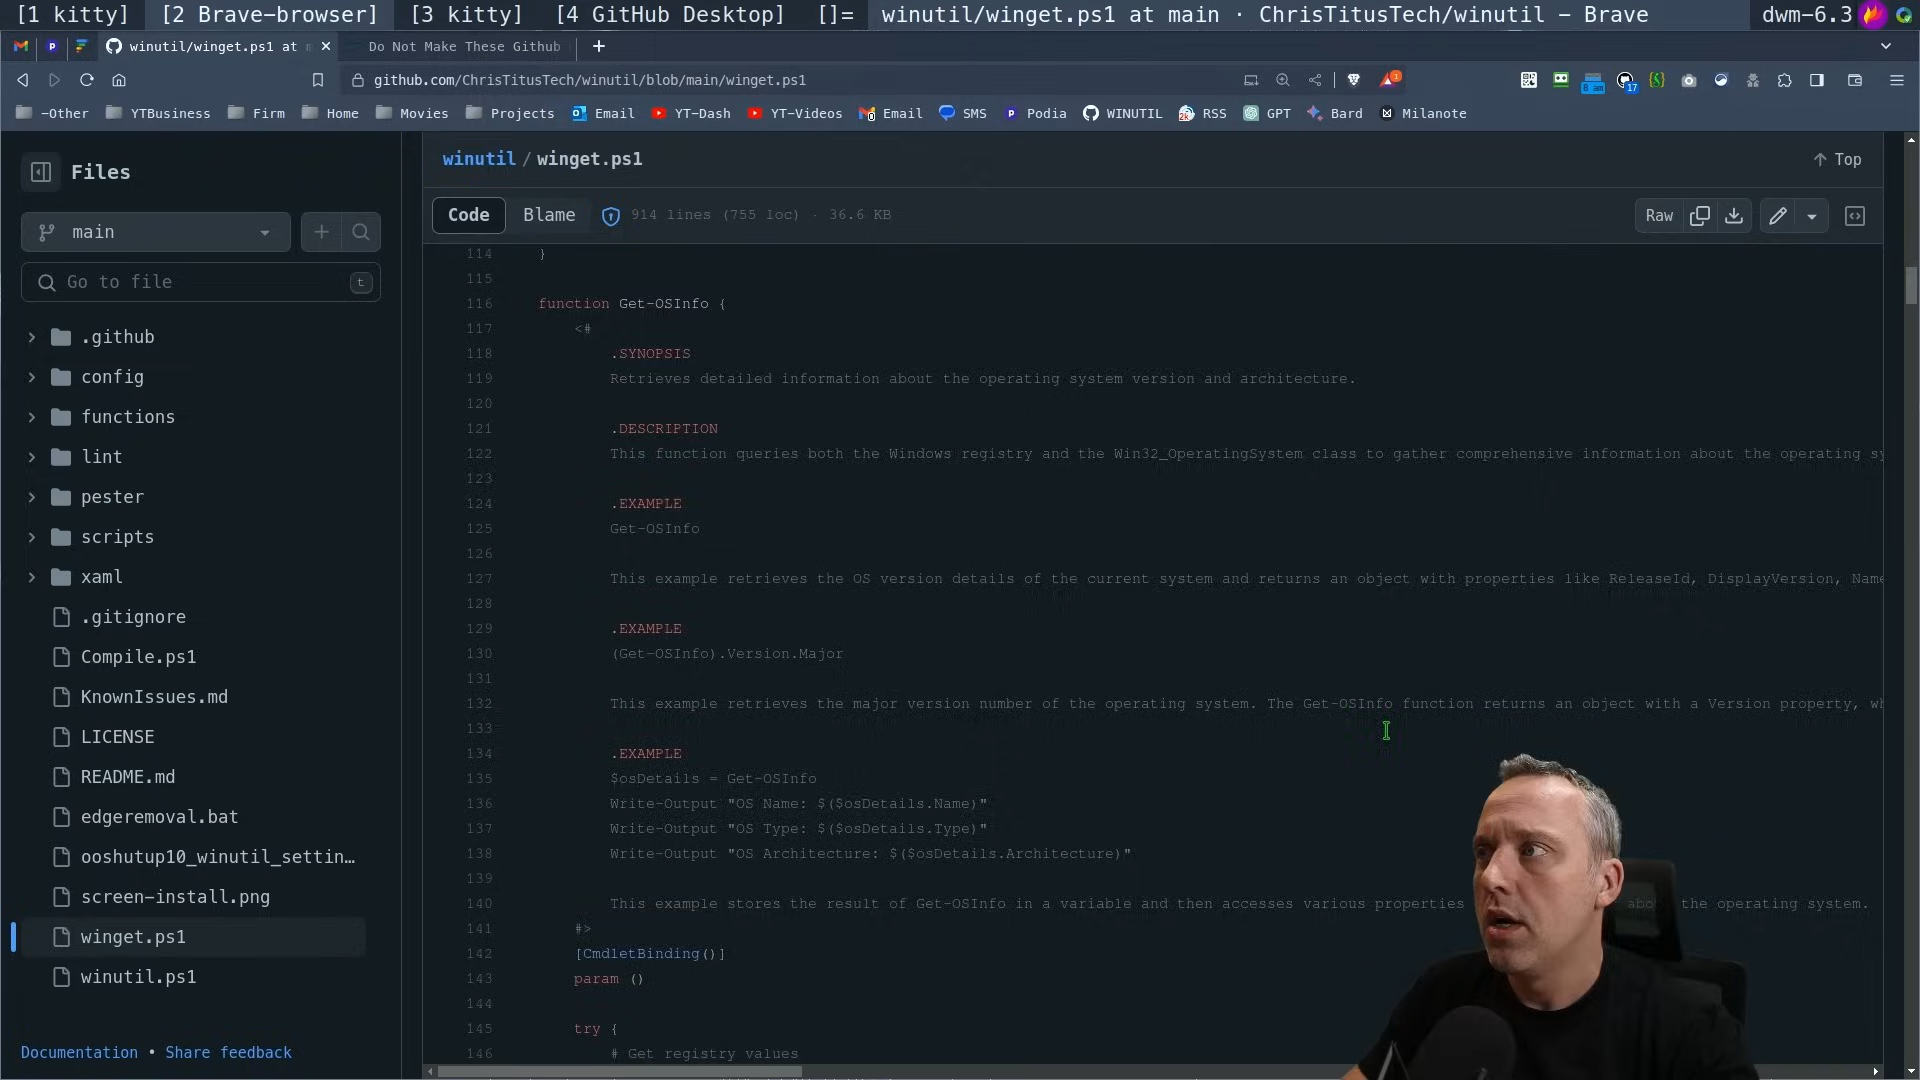 [1 kitty] [2 Brave-browser] [3 kitty] [4 GitHub Desktop] []= winutil/winget.ps1 at main · ChrisTitusTech/winutil – Brave dwm-6.3
winutil/winget.ps1 at Do Not Make These Github
github.com/ChrisTitusTech/winutil/blob/main/winget.ps1 1 8 am 17
-Other YTBusiness Firm Home Movies Projects Email YT-Dash YT-Videos Email SMS Podia WINUTIL 2k RSS GPT Bard Milanote
Files
main
Go to file t
.github
config
functions
lint
pester
scripts
xaml
.gitignore
Compile.ps1
KnownIssues.md
LICENSE
README.md
edgeremoval.bat
ooshutup10_winutil_settin…
screen-install.png
winget.ps1
winutil.ps1
Documentation • Share feedback
winutil / winget.ps1 Top
Code Blame 914 lines (755 loc) · 36.6 KB Raw
114 }
115
116 function Get-OSInfo {
117 <#
118 .SYNOPSIS
119 Retrieves detailed information about the operating system version and architecture.
120
121 .DESCRIPTION
122 This function queries both the Windows registry and the Win32_OperatingSystem class to gather comprehensive information about the operating sy
123
124 .EXAMPLE
125 Get-OSInfo
126
127 This example retrieves the OS version details of the current system and returns an object with properties like ReleaseId, DisplayVersion, Name
128
129 .EXAMPLE
130 (Get-OSInfo).Version.Major
131
132 This example retrieves the major version number of the operating system. The Get-OSInfo function returns an object with a Version property, wh
133
134 .EXAMPLE
135 $osDetails = Get-OSInfo
136 Write-Output "OS Name: $($osDetails.Name)"
137 Write-Output "OS Type: $($osDetails.Type)"
138 Write-Output "OS Architecture: $($osDetails.Architecture)"
139
140 This example stores the result of Get-OSInfo in a variable and then accesses various properties the operating system.
141 #>
142 [CmdletBinding()]
143 param ()
144
145 try {
146 # Get registry values